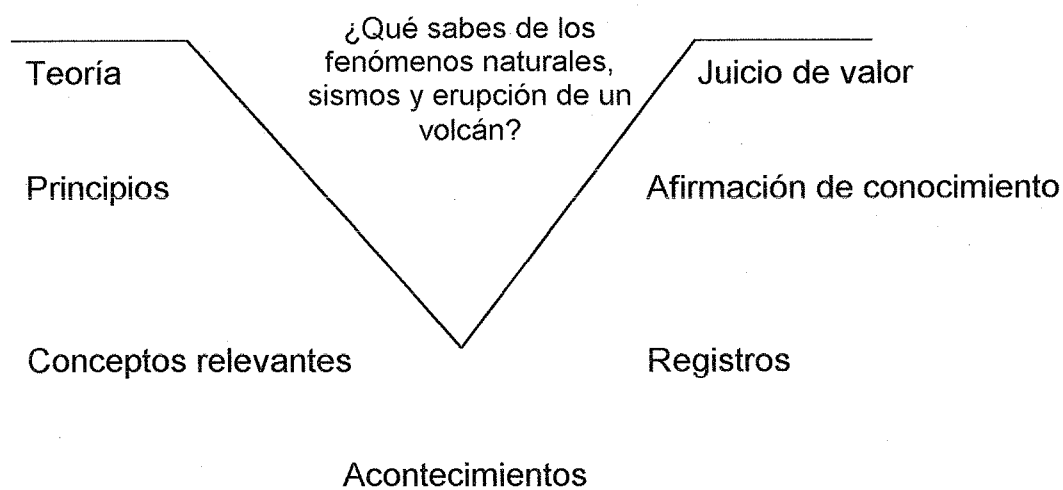 ¿Qué sabes de los
fenómenos naturales,
sismos y erupción de un
volcán?
Teoría
Juicio de valor
Principios
Afirmación de conocimiento
Conceptos relevantes
Registros
Acontecimientos